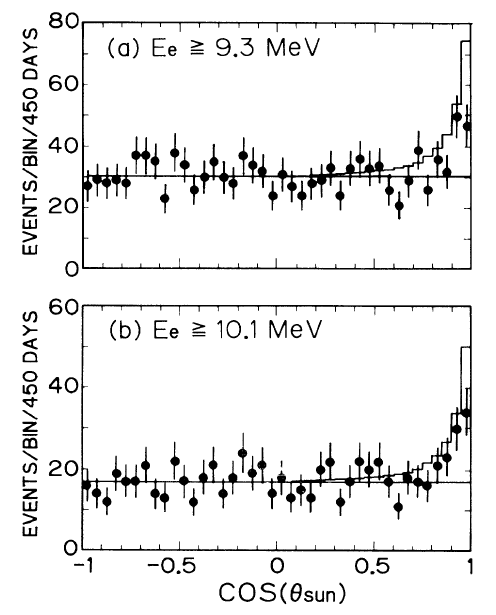 80
(a) Ee ≧ 9.3 MeV
60
40
20
0
EVENTS/BIN/450 DAYS
60
(b) Ee ≧ 10.1 MeV
40
20
0
EVENTS/BIN/450 DAYS
-1 -0.5 0 0.5 1
COS(θsun)